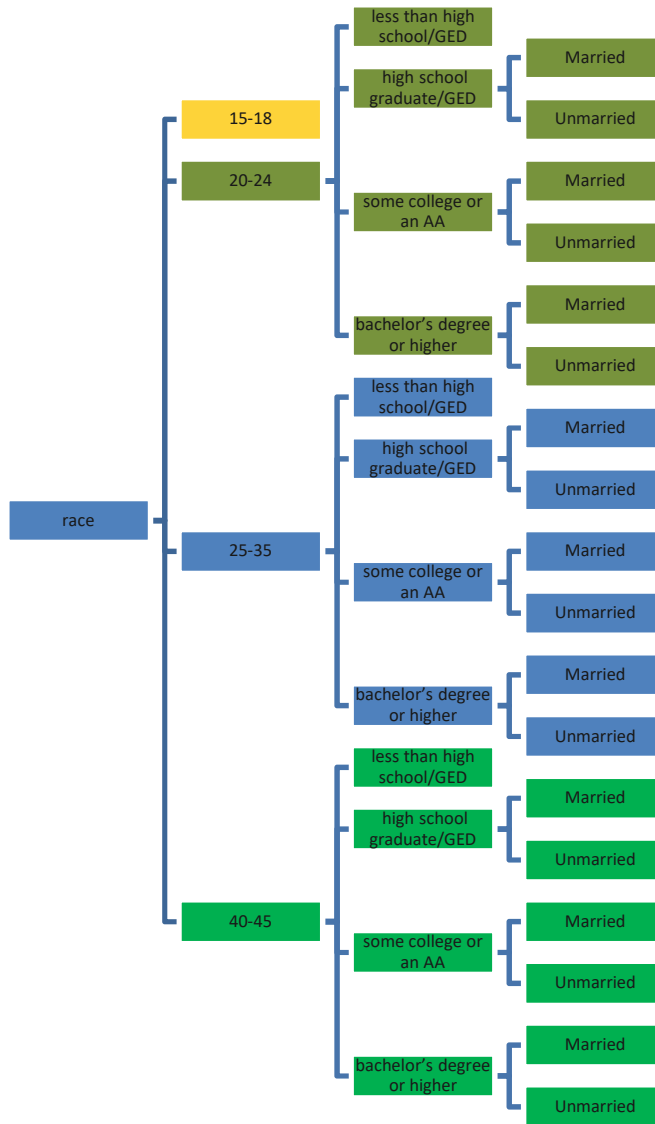 less than high
school/GED
Married
high school
graduate/GED
15-18
Unmarried
20-24
Married
some college or
an AA
Unmarried
Married
bachelor's degree
or higher
Unmarried
less than high
school/GED
Married
high school
graduate/GED
Unmarried
race
25-35
Married
some college or
an AA
Unmarried
Married
bachelor's degree
or higher
Unmarried
less than high
school/GED
Married
high school
graduate/GED
Unmarried
40-45
Married
some college or
an AA
Unmarried
Married
bachelor's degree
or higher
Unmarried